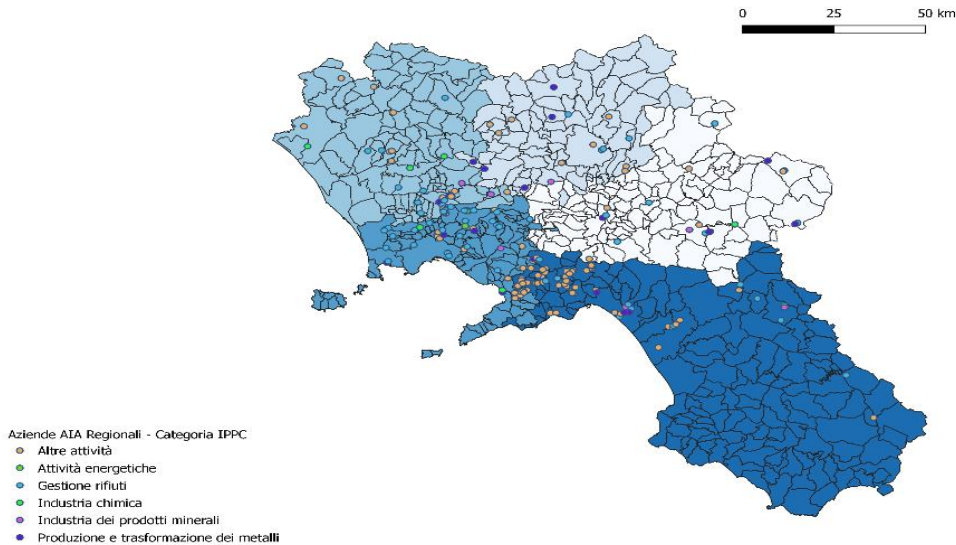 0 25 50 km
Aziende AIA Regionali - Categoria IPPC
Altre attività
Attività energetiche
Gestione rifiuti
Industria chimica
Industria dei prodotti minerali
Produzione e trasformazione dei metalli